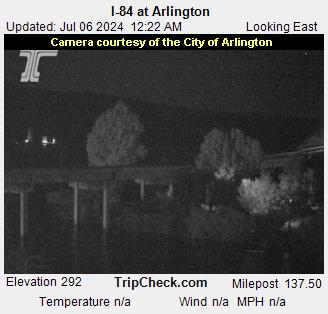 I-84 at Arlington
Updated: Jul 06 2024 12:22 AM Looking East
Camera courtesy of the City of Arlington
Elevation 292 TripCheck.com Milepost 137.50
Temperature n/a Wind n/a MPH n/a